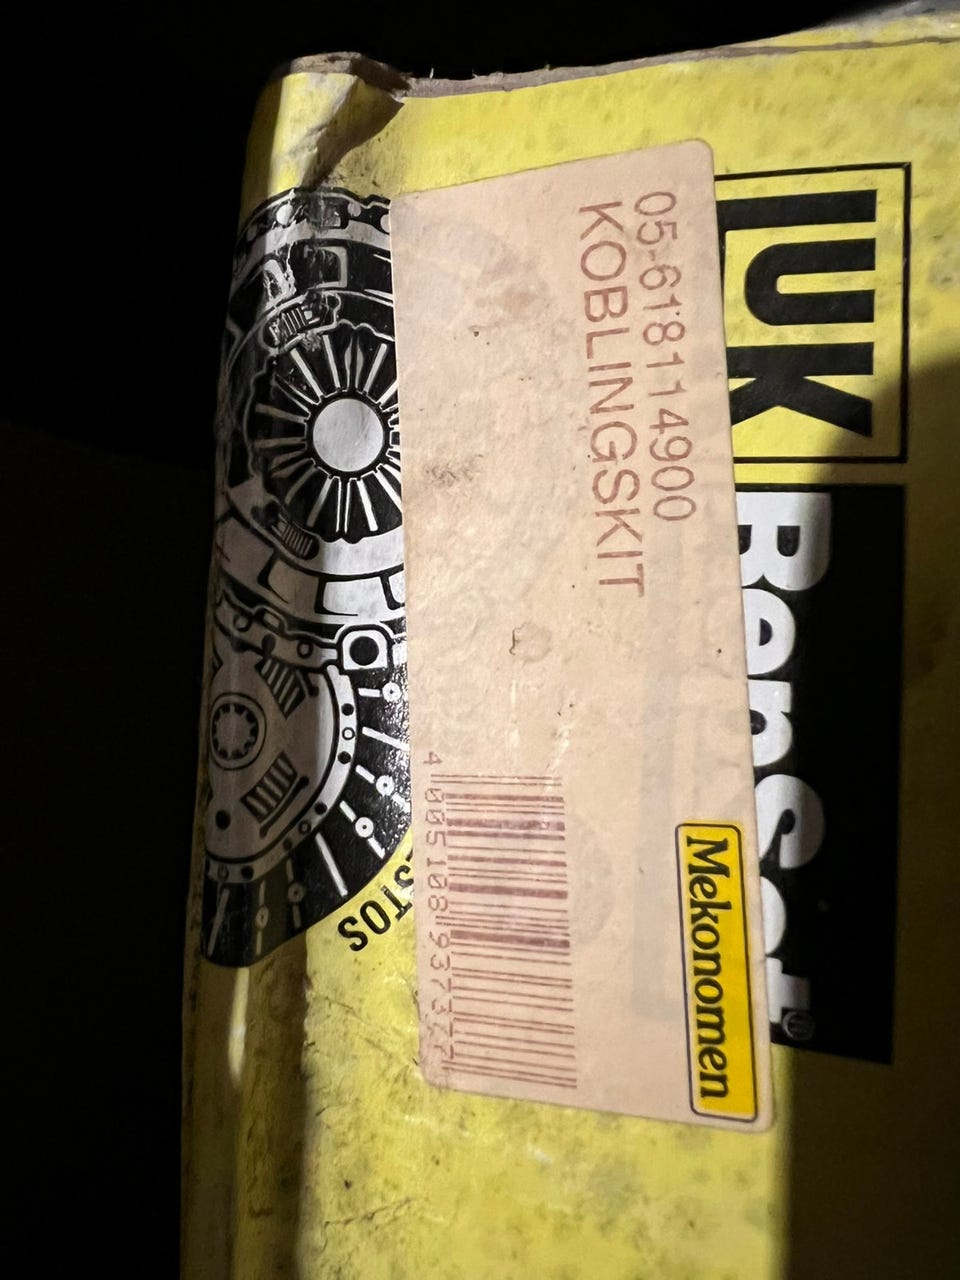 LUK RepSet®
05-618114900
KOBLINGSKIT
Mekonomen
4 005108 937377